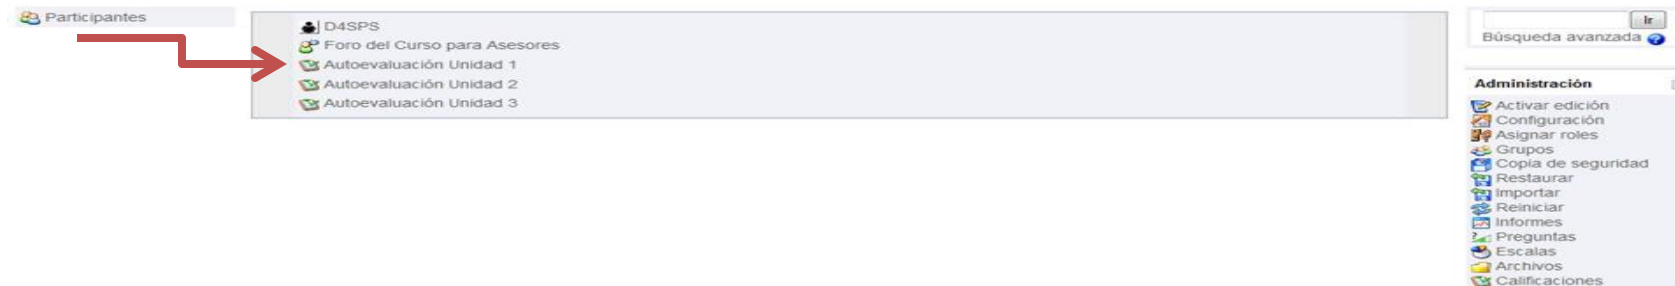 Participantes
D4SPS
Foro del Curso para Asesores
Autoevaluación Unidad 1
Autoevaluación Unidad 2
Autoevaluación Unidad 3
Ir
Búsqueda avanzada
Administración
Activar edición
Configuración
Asignar roles
Grupos
Copia de seguridad
Restaurar
Importar
Reiniciar
Informes
Preguntas
Escalas
Archivos
Calificaciones